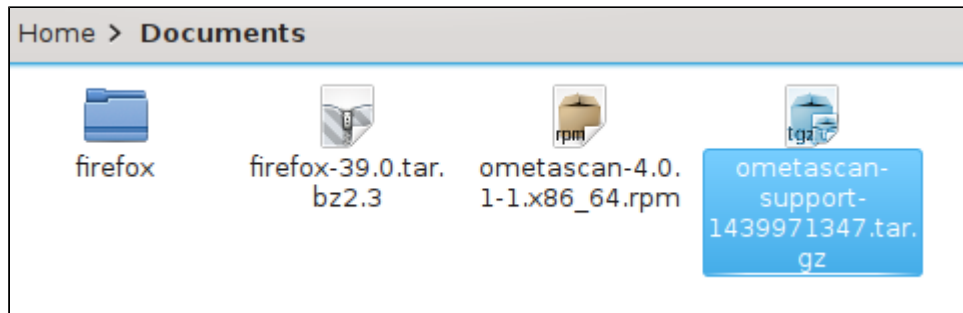 Home > Documents
rpm
tgz
firefox
firefox-39.0.tar.
bz2.3
ometascan-4.0.
1-1.x86_64.rpm
ometascan-
support-
1439971347.tar.
gz